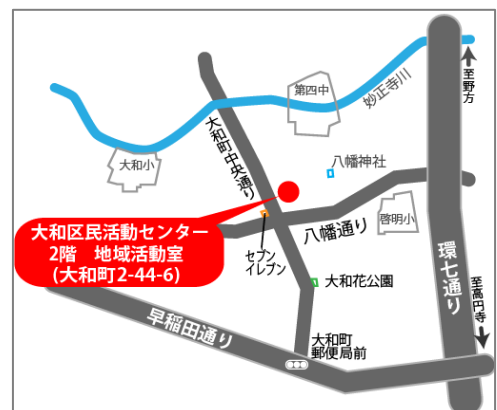 至野方
第四中
妙正寺川
大和町中央通り
大和小
八幡神社
啓明小
大和区民活動センター
2階 地域活動室
(大和町2-44-6)
八幡通り
セブン
イレブン
環七通り
大和花公園
至高円寺
早稲田通り
大和町
郵便局前